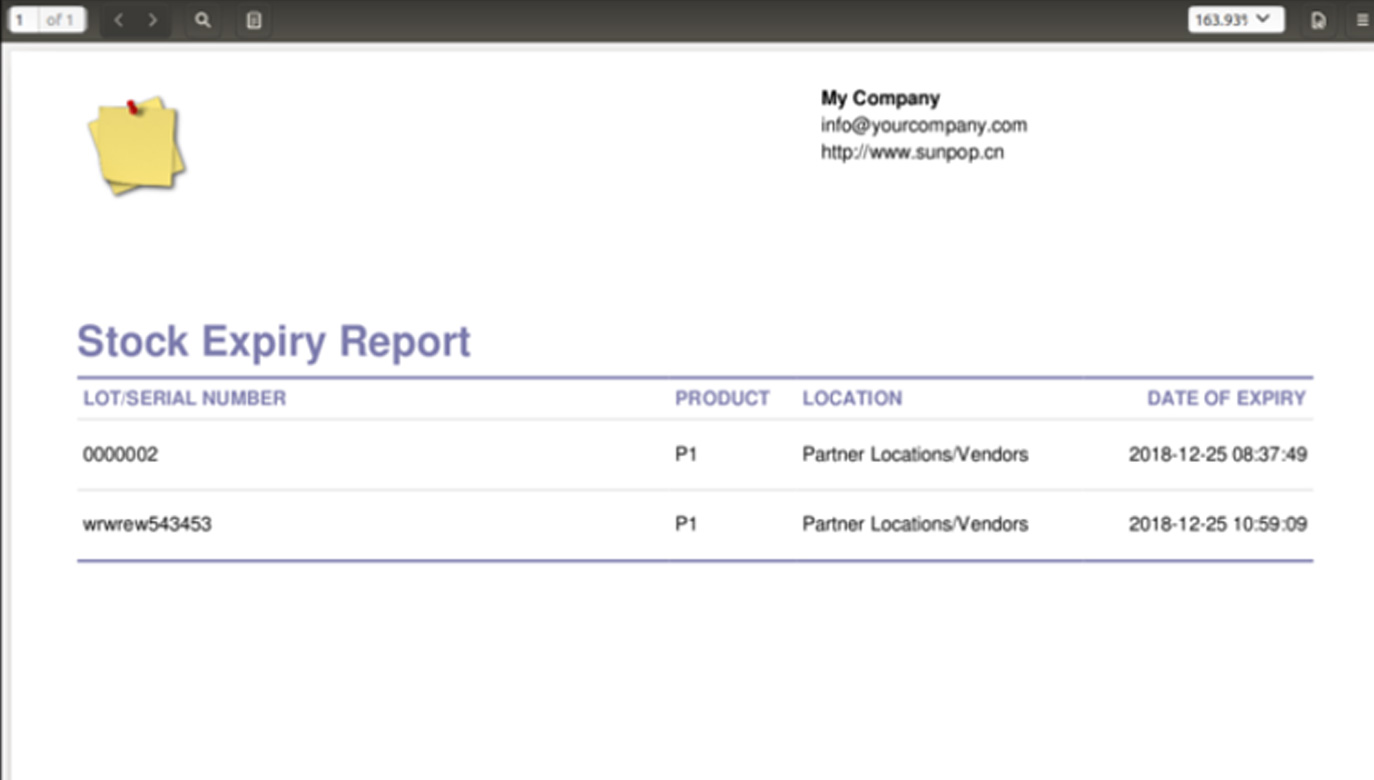 1 of 1
My Company
info@yourcompany.com
http://www.sunpop.cn
Stock Expiry Report
LOT/SERIAL NUMBER PRODUCT LOCATION DATE OF EXPIRY
0000002 P1 Partner Locations/Vendors 2018-12-25 08:37:49
wrwrew543453 P1 Partner Locations/Vendors 2018-12-25 10:59:09